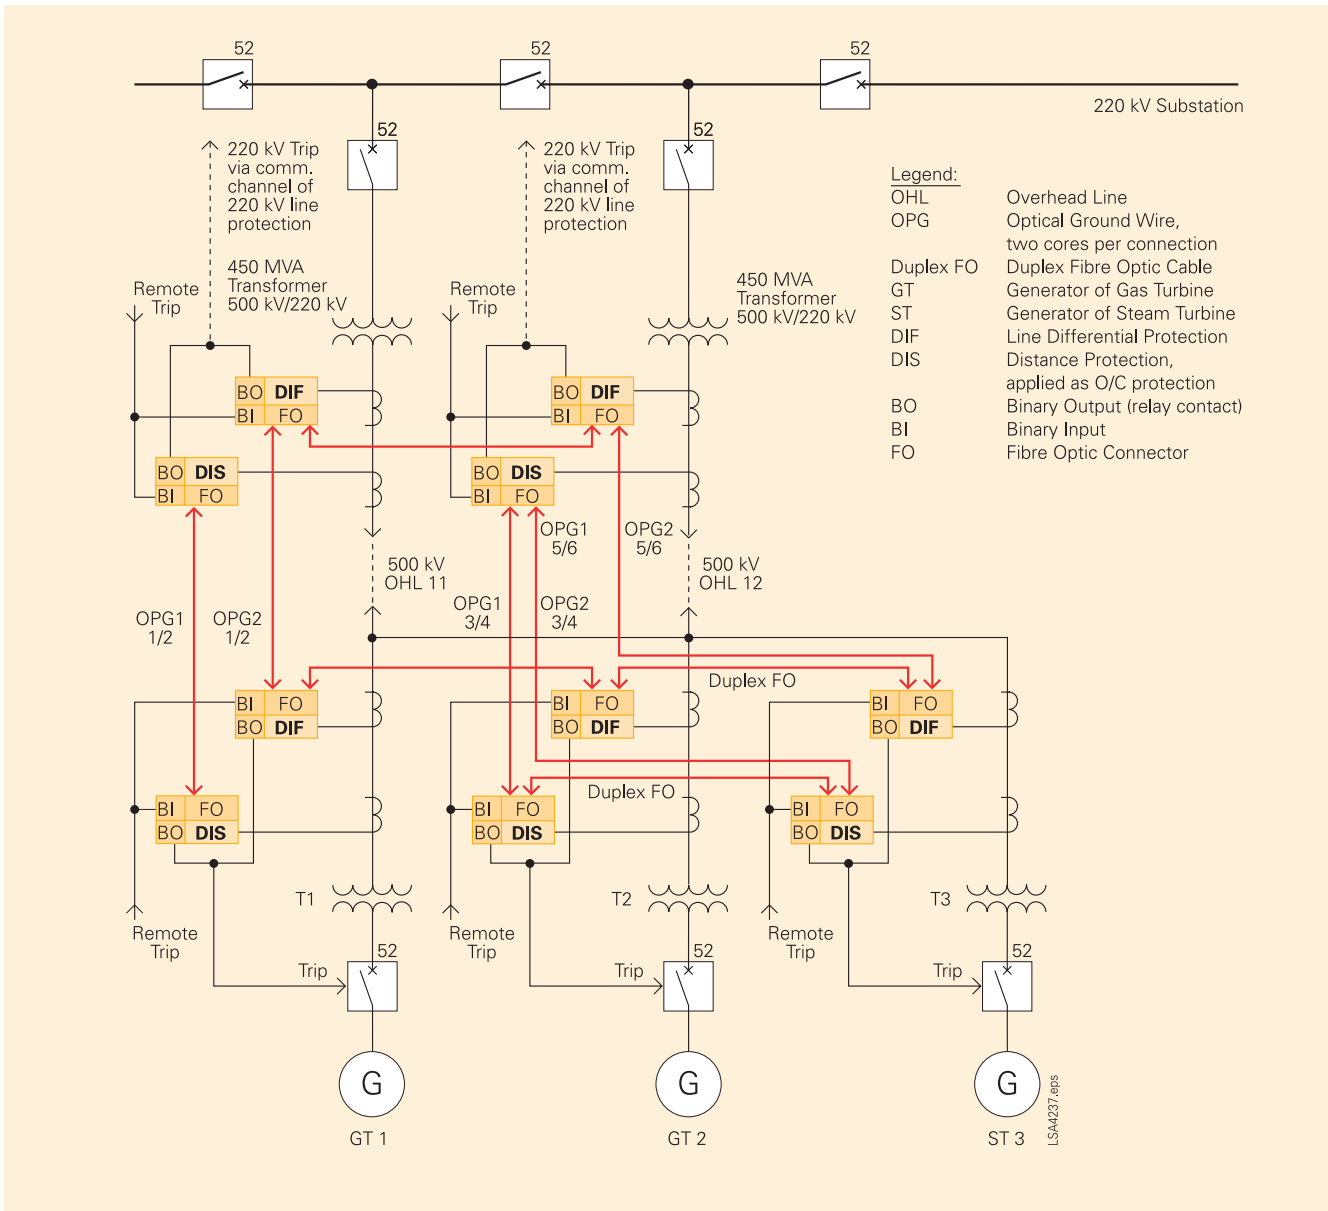 52
52
52
220 kV Substation
52
52
220 kV Trip
via comm.
channel of
220 kV line
protection
220 kV Trip
via comm.
channel of
220 kV line
protection
Legend:
OHL Overhead Line
OPG Optical Ground Wire,
two cores per connection
Duplex FO Duplex Fibre Optic Cable
GT Generator of Gas Turbine
ST Generator of Steam Turbine
DIF Line Differential Protection
DIS Distance Protection,
applied as O/C protection
BO Binary Output (relay contact)
BI Binary Input
FO Fibre Optic Connector
450 MVA
Transformer
500 kV/220 kV
450 MVA
Transformer
500 kV/220 kV
Remote
Trip
Remote
Trip
BO DIF
BI FO
BO DIF
BI FO
BO DIS
BI FO
BO DIS
BI FO
OPG1
5/6
OPG2
5/6
500 kV
OHL 11
500 kV
OHL 12
OPG1
1/2
OPG2
1/2
OPG1
3/4
OPG2
3/4
Duplex FO
BI FO
BO DIF
BI FO
BO DIF
BI FO
BO DIF
Duplex FO
BI FO
BO DIS
BI FO
BO DIS
BI FO
BO DIS
T1
T2
T3
Remote
Trip
Remote
Trip
Remote
Trip
52
52
52
Trip
Trip
Trip
G
G
G
GT 1
GT 2
ST 3
LSA4237.eps